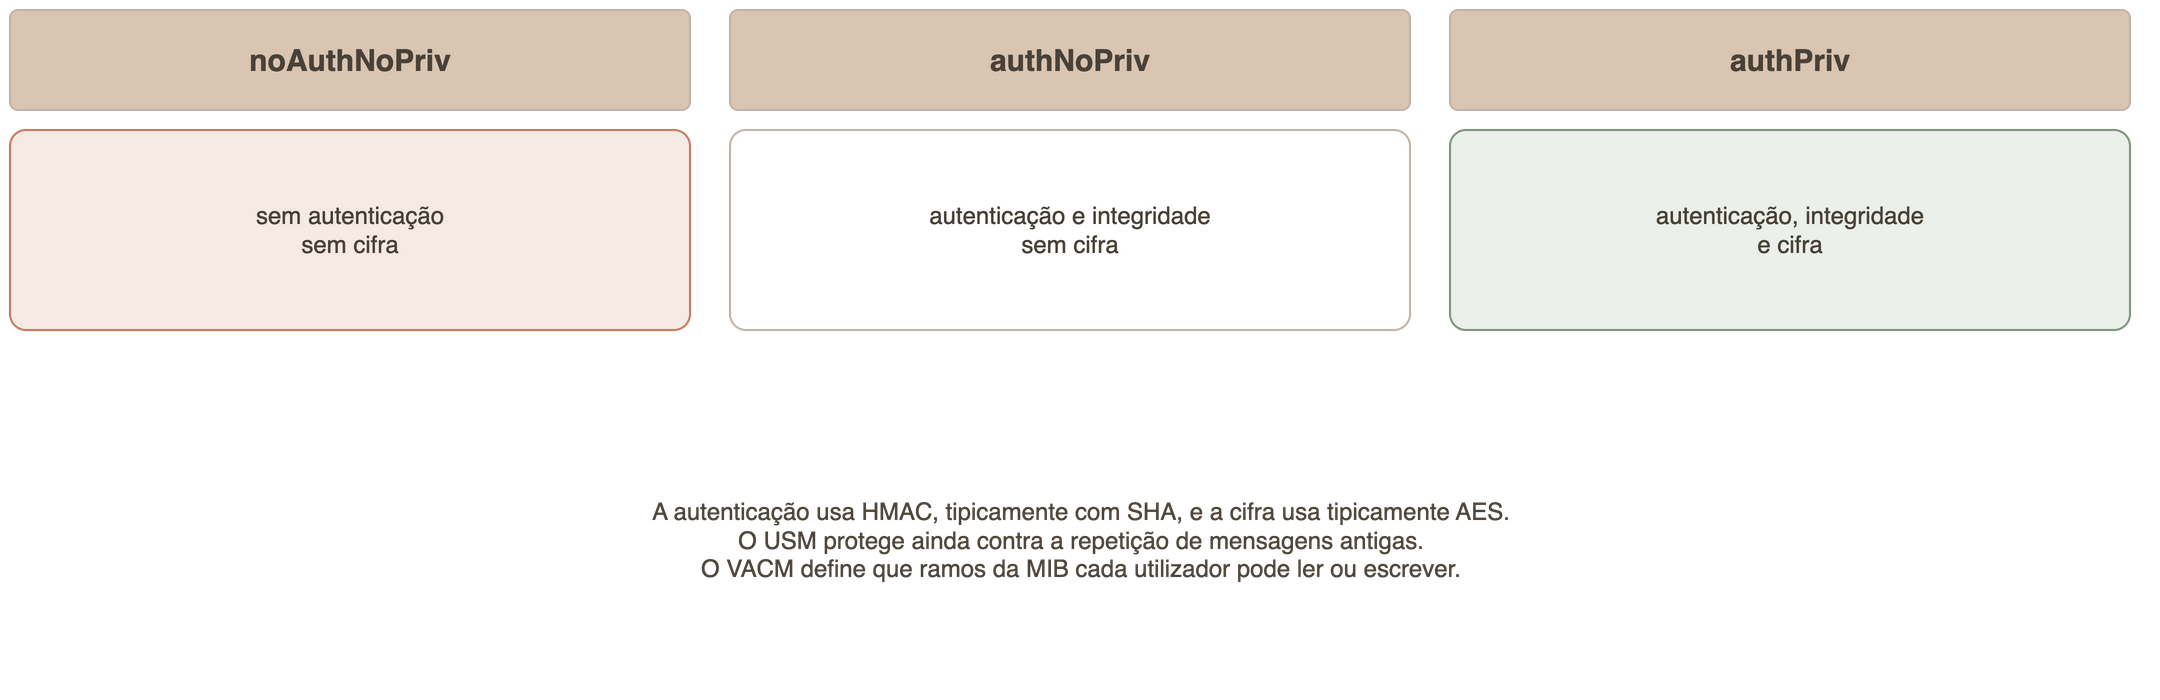 noAuthNoPriv
authNoPriv
authPriv
sem autenticação
sem cifra
autenticação e integridade
sem cifra
autenticação, integridade
e cifra
A autenticação usa HMAC, tipicamente com SHA, e a cifra usa tipicamente AES.
O USM protege ainda contra a repetição de mensagens antigas.
O VACM define que ramos da MIB cada utilizador pode ler ou escrever.